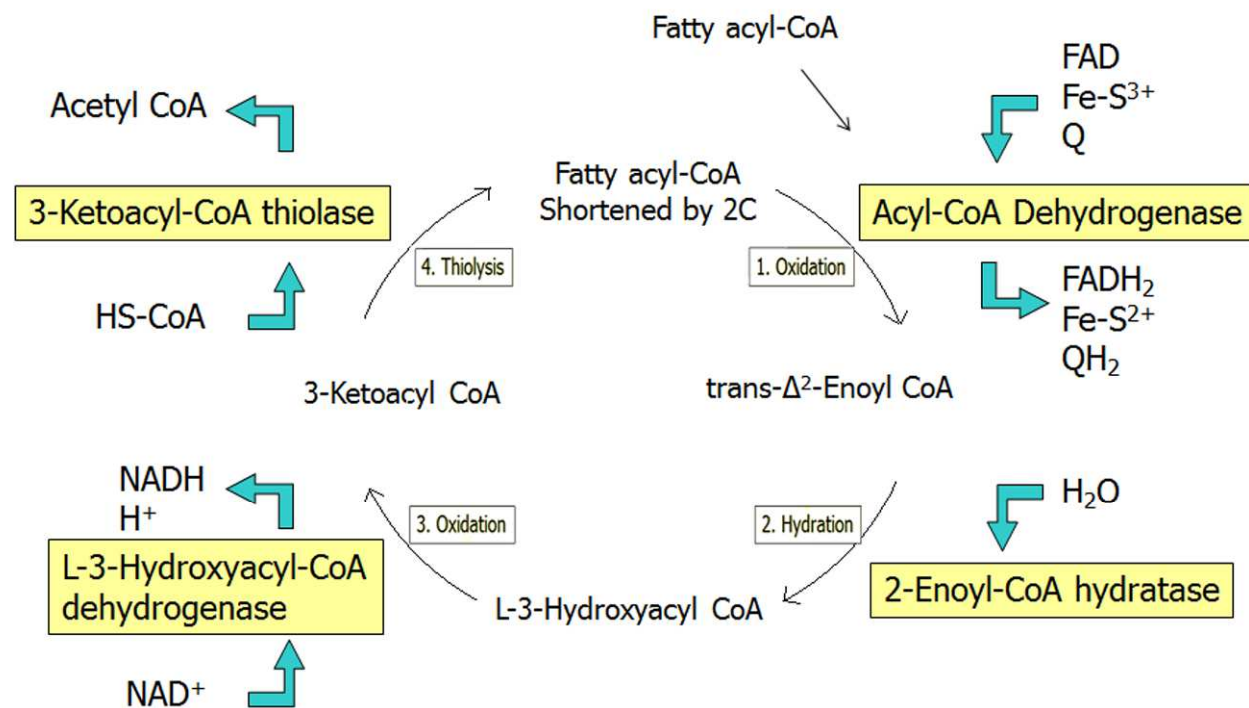 Fatty acyl-CoA
FAD
Fe-S³⁺
Q
Acetyl CoA
Fatty acyl-CoA
Shortened by 2C
3-Ketoacyl-CoA thiolase
Acyl-CoA Dehydrogenase
4. Thiolysis
1. Oxidation
HS-CoA
FADH₂
Fe-S²⁺
QH₂
3-Ketoacyl CoA
trans-Δ²-Enoyl CoA
NADH
H⁺
H₂O
3. Oxidation
2. Hydration
L-3-Hydroxyacyl-CoA
dehydrogenase
L-3-Hydroxyacyl CoA
2-Enoyl-CoA hydratase
NAD⁺